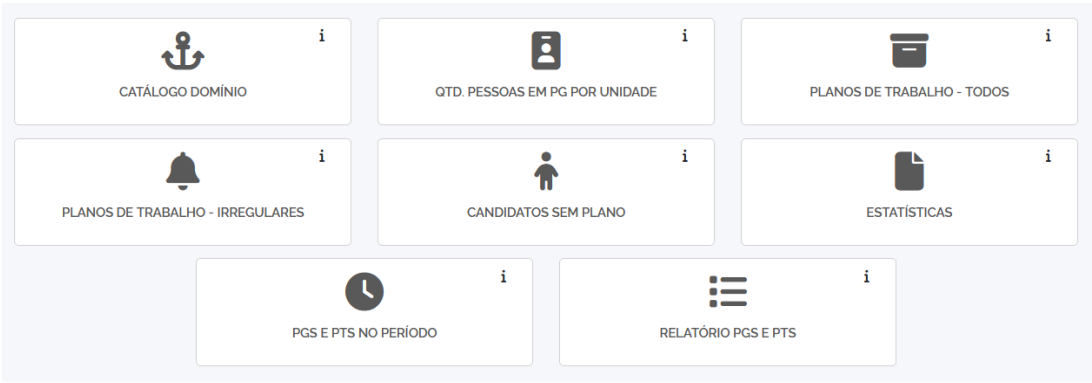 i
CATÁLOGO DOMÍNIO
i
QTD. PESSOAS EM PG POR UNIDADE
i
PLANOS DE TRABALHO - TODOS
i
PLANOS DE TRABALHO - IRREGULARES
i
CANDIDATOS SEM PLANO
i
ESTATÍSTICAS
i
PGS E PTS NO PERÍODO
i
RELATÓRIO PGS E PTS